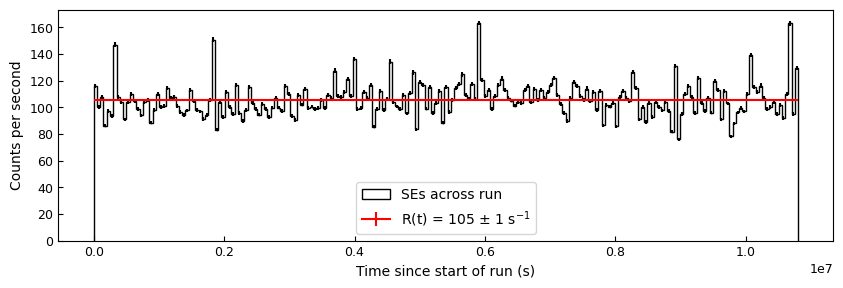 160
140
120
100
80
60
40
20
0
Counts per second
SEs across run
R(t) = 105 ± 1 s⁻¹
0.0 0.2 0.4 0.6 0.8 1.0
1e7
Time since start of run (s)